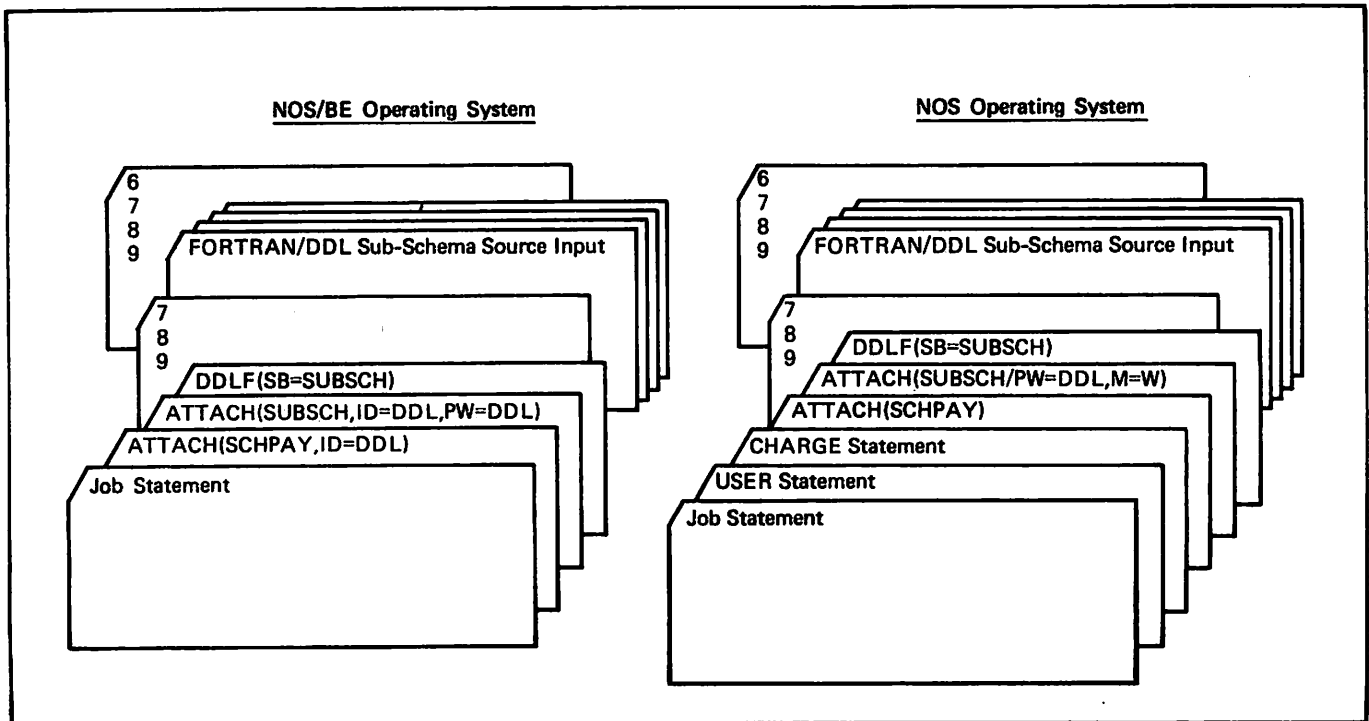 NOS/BE Operating System
6
7
8
9
FORTRAN/DDL Sub-Schema Source Input
7
8
9
DDLF(SB=SUBSCH)
ATTACH(SUBSCH,ID=DDL,PW=DDL)
ATTACH(SCHPAY,ID=DDL)
Job Statement
NOS Operating System
6
7
8
9
FORTRAN/DDL Sub-Schema Source Input
7
8
9
DDLF(SB=SUBSCH)
ATTACH(SUBSCH/PW=DDL,M=W)
ATTACH(SCHPAY)
CHARGE Statement
USER Statement
Job Statement